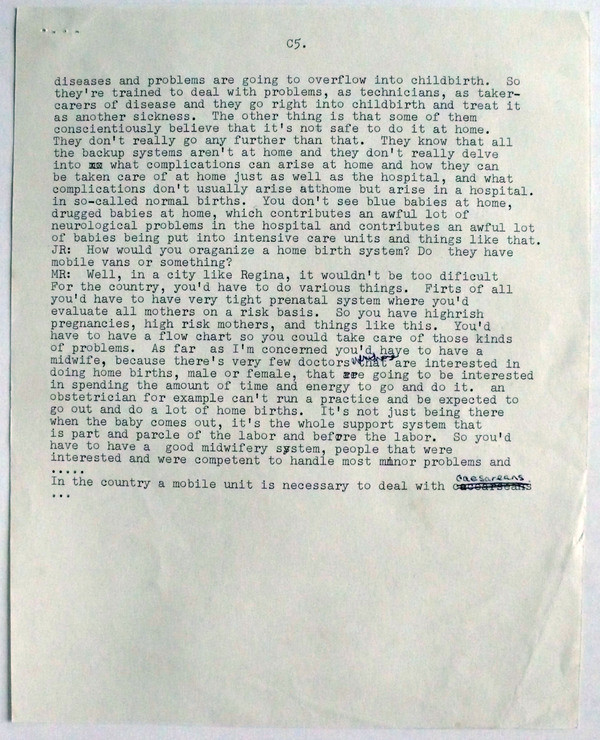 C5.
diseases and problems are going to overflow into childbirth.  So
they're trained to deal with problems, as technicians, as taker-
carers of disease and they go right into childbirth and treat it
as another sickness.  The other thing is that some of them
conscientiously believe that it's not safe to do it at home.
They don't really go any further than that.  They know that all
the backup systems aren't at home and they don't really delve
into what complications can arise at home and how they can
be taken care of at home just as well as the hospital, and what
complications don't usually arise atthome but arise in a hospital.
in so-called normal births.  You don't see blue babies at home,
drugged babies at home, which contributes an awful lot of
neurological problems in the hospital and contributes an awful lot
of babies being put into intensive care units and things like that.
JR:  How would you oraganize a home birth system? Do  they have
mobile vans or something?
MR:  Well, in a city like Regina, it wouldn't be too dificult
For the country, you'd have to do various things.  Firts of all
you'd have to have very tight prenatal system where you'd
evaluate all mothers on a risk basis.  So you have highrish
pregnancies, high risk mothers, and things like this.  You'd
have to have a flow chart so you could take care of those kinds
of problems.  As far  as I'm concerned you'd have to have a
midwife, because there's very few doctors that are interested in
doing home births, male or female, that are going to be interested
in spending the amount of time and energy to go and do it.  an
obstetrician for example can't run a practice and be expected to
go out and do a lot of home births.  It's not just being there
when the baby comes out, it's the whole support system that
is part and parcle of the labor and before the labor.  So you'd
have to have a  good midwifery system, people that were
interested and were competent to handle most minor problems and
.....
In the country a mobile unit is necessary to deal with Caesareans
...